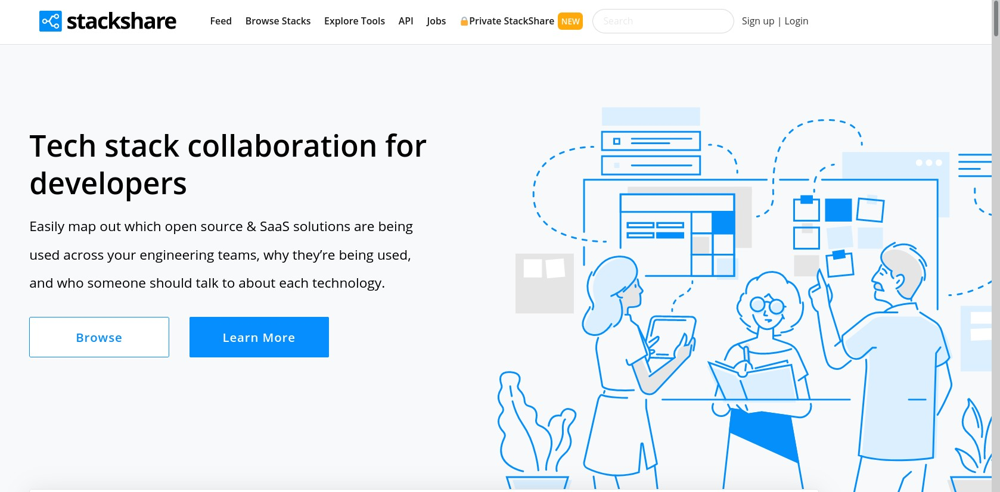 stackshare
Feed Browse Stacks Explore Tools API Jobs Private StackShare NEW Search Sign up | Login
Tech stack collaboration for
developers
Easily map out which open source & SaaS solutions are being
used across your engineering teams, why they’re being used,
and who someone should talk to about each technology.
Browse Learn More